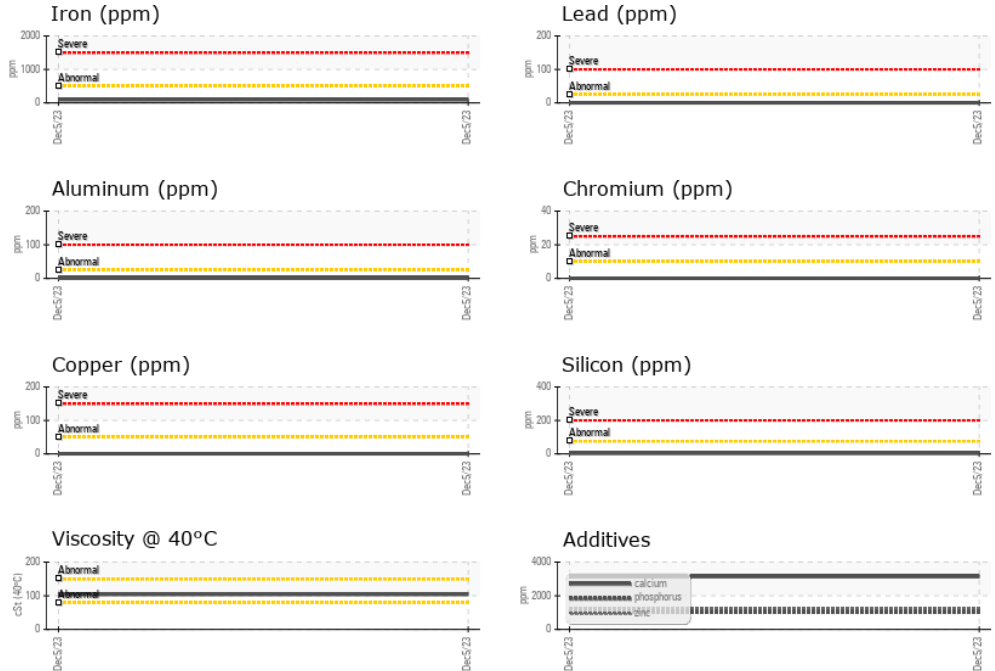 Iron (ppm)
2000
Severe
ppm
1000
Abnormal
0
Dec5/23
Dec5/23
Lead (ppm)
200
Severe
ppm
100
Abnormal
0
Dec5/23
Dec5/23
Aluminum (ppm)
200
Severe
ppm
100
Abnormal
0
Dec5/23
Dec5/23
Chromium (ppm)
40
Severe
ppm
20
Abnormal
0
Dec5/23
Dec5/23
Copper (ppm)
200
Severe
ppm
100
Abnormal
0
Dec5/23
Dec5/23
Silicon (ppm)
400
Severe
ppm
200
Abnormal
0
Dec5/23
Dec5/23
Viscosity @ 40°C
200
Abnormal
cSt (40°C)
100
Abnormal
0
Dec5/23
Dec5/23
Additives
4000
calcium
ppm
2000
phosphorus
zinc
0
Dec5/23
Dec5/23